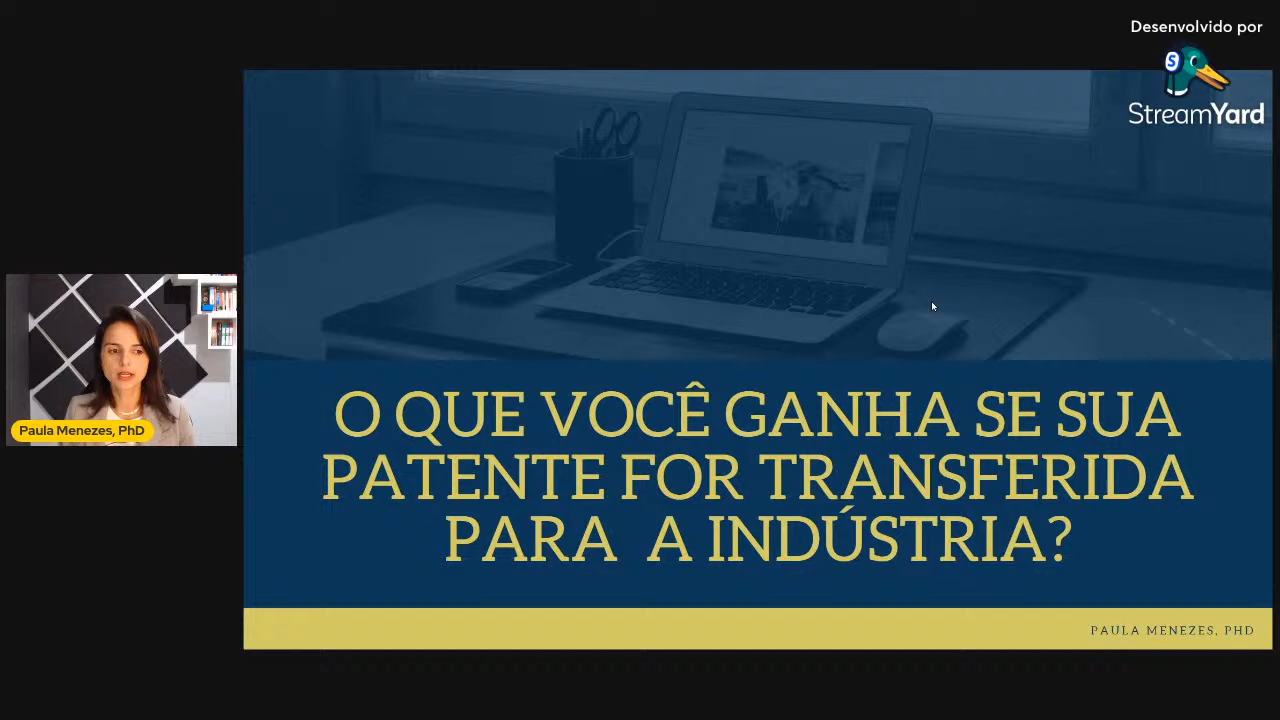 Desenvolvido por
S
StreamYard
Paula Menezes, PhD
O QUE VOCÊ GANHA SE SUA
PATENTE FOR TRANSFERIDA
PARA A INDÚSTRIA?
PAULA MENEZES, PHD